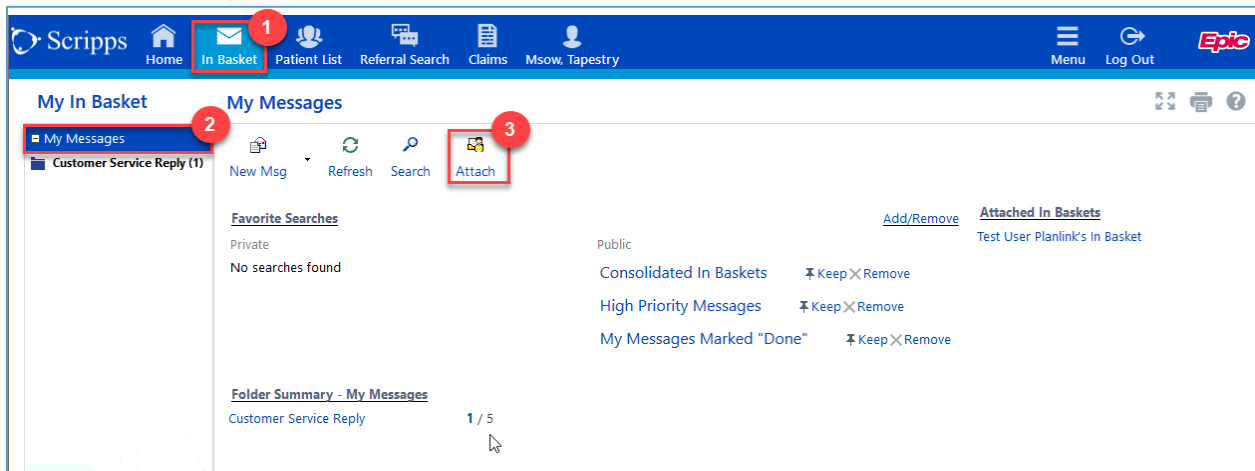 Scripps
Home
In Basket
1
Patient List
Referral Search
Claims
Msow, Tapestry
Menu
Log Out
Epic
My In Basket
My Messages
2
Customer Service Reply (1)
My Messages
New Msg
Refresh
Search
Attach
3
Favorite Searches
Add/Remove
Private
Public
No searches found
Consolidated In Baskets Keep Remove
High Priority Messages Keep Remove
My Messages Marked "Done" Keep Remove
Attached In Baskets
Test User Planlink's In Basket
Folder Summary - My Messages
Customer Service Reply 1 / 5